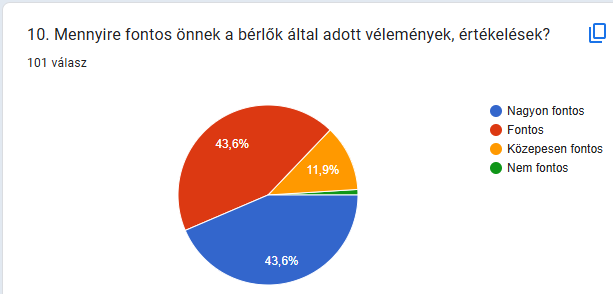 10. Mennyire fontos önnek a bérlők által adott vélemények, értékelések?
101 válasz
Nagyon fontos
Fontos
Közepesen fontos
Nem fontos
43,6%
11,9%
43,6%